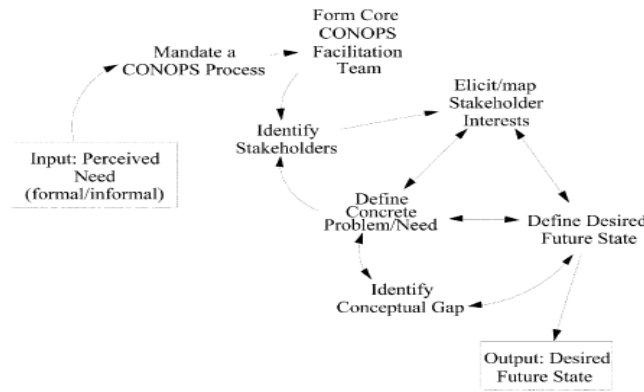 Form Core
CONOPS
Facilitation
Team
Mandate a
CONOPS Process
Elicit/map
Stakeholder
Interests
Identify
Stakeholders
Input: Perceived
Need
(formal/informal)
Define
Concrete
Problem/Need
Define Desired
Future State
Identify
Conceptual Gap
Output: Desired
Future State